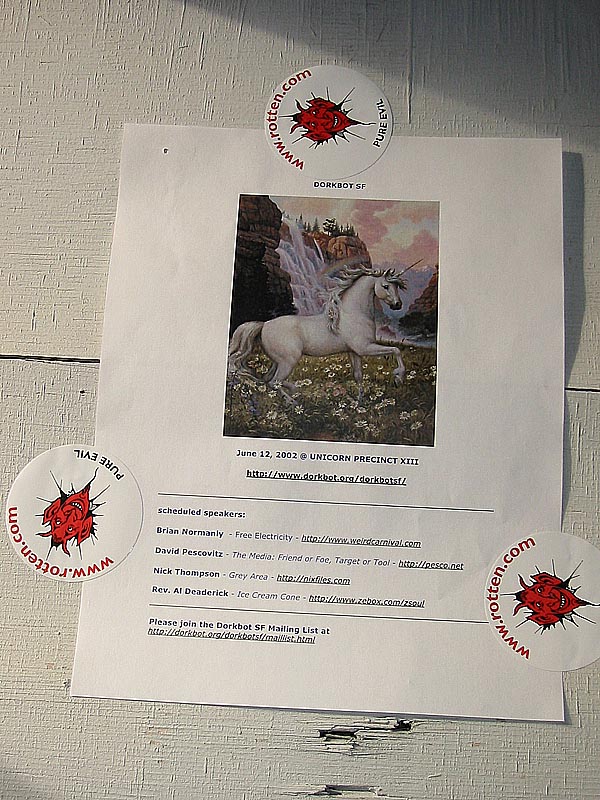 www.rotten.com
PURE EVIL
DORKBOT SF
June 12, 2002 @ UNICORN PRECINCT XIII
http://www.dorkbot.org/dorkbotsf/
PURE EVIL
www.rotten.com
scheduled speakers:
Brian Normanly - Free Electricity - http://www.weirdcarnival.com
David Pescovitz - The Media: Friend or Foe, Target or Tool - http://pesco.net
Nick Thompson - Grey Area - http://nixfiles.com
Rev. Al Deaderick - Ice Cream Cone - http://www.zebox.com/zsoul
www.rotten.com
Please join the Dorkbot SF Mailing List at
http://dorkbot.org/dorkbotsf/maillist.html